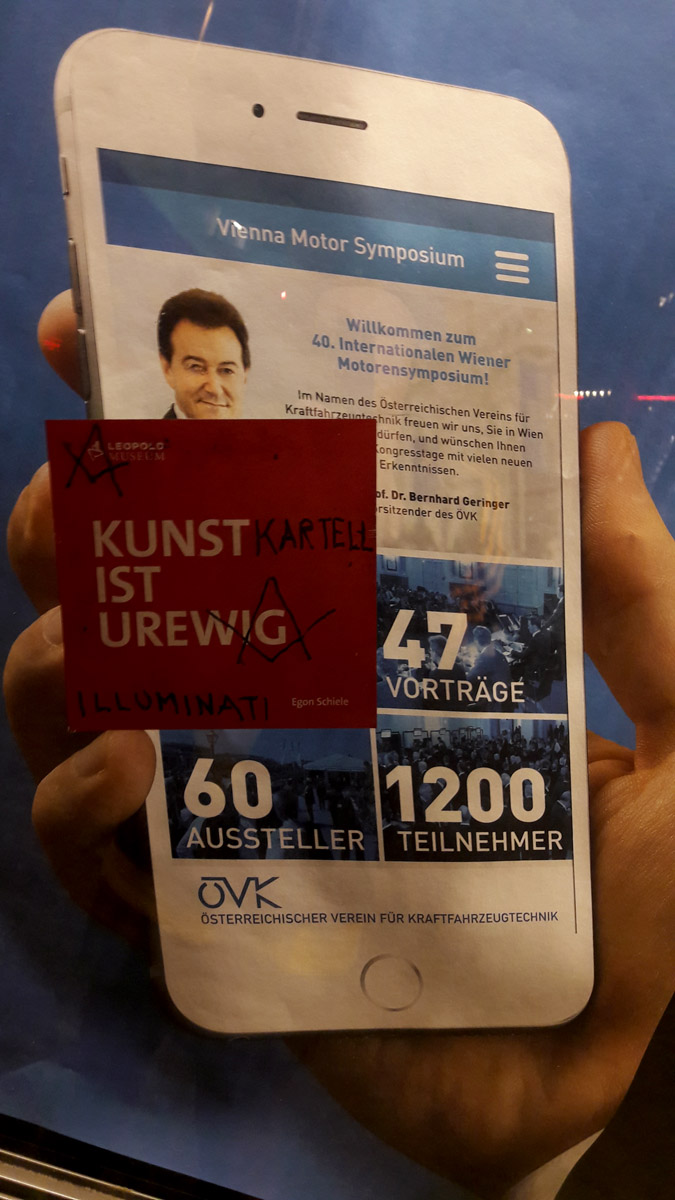 Vienna Motor Symposium
Willkommen zum
40. Internationalen Wiener
Motorensymposium!
Im Namen des Österreichischen Vereins für
Kraftfahrzeugtechnik freuen wir uns, Sie in Wien
dürfen, und wünschen Ihnen
Kongresstage mit vielen neuen
Erkenntnissen.
Dr. Bernhard Geringer
des ÖVK
LEOPOLD
MUSEUM
KUNST KARTELL
IST
UREWIG
ILLUMINATI
Egon Schiele
47
VORTRÄGE
60
AUSSTELLER
1200
TEILNEHMER
ÖVK
ÖSTERREICHISCHER VEREIN FÜR KRAFTFAHRZEUGTECHNIK